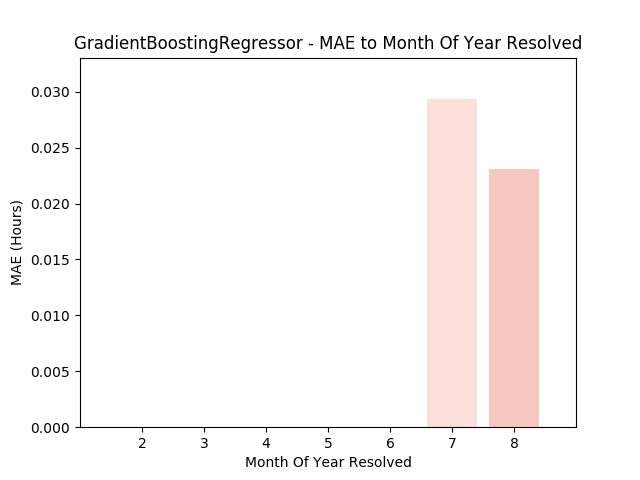 GradientBoostingRegressor - MAE to Month Of Year Resolved
0.030
0.025
0.020
0.015
0.010
0.005
0.000
MAE (Hours)
2 3 4 5 6 7 8
Month Of Year Resolved